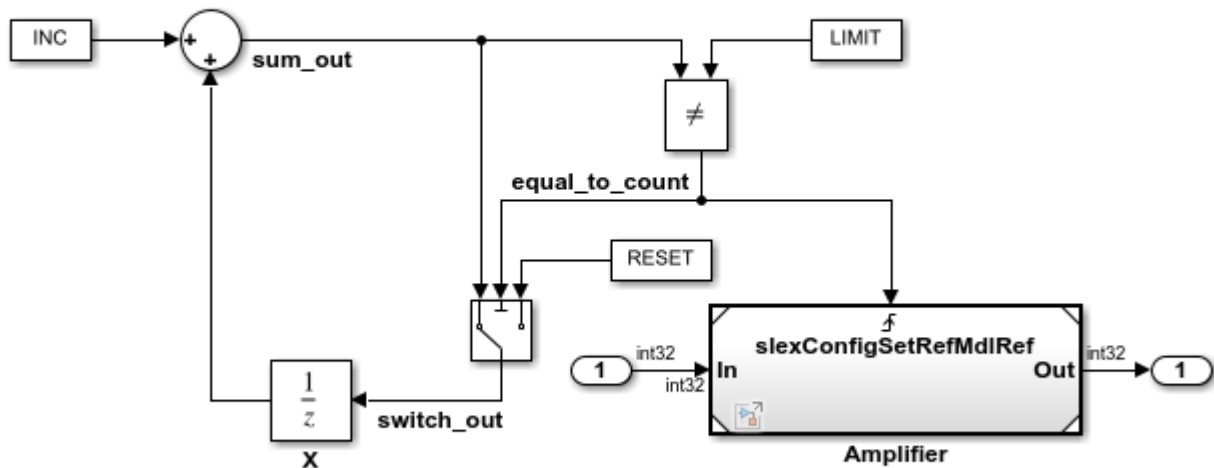 INC
+
+
sum_out
LIMIT
≠
equal_to_count
RESET
1
z
X
switch_out
1
int32
int32
In
slexConfigSetRefMdlRef
Out
int32
1
Amplifier